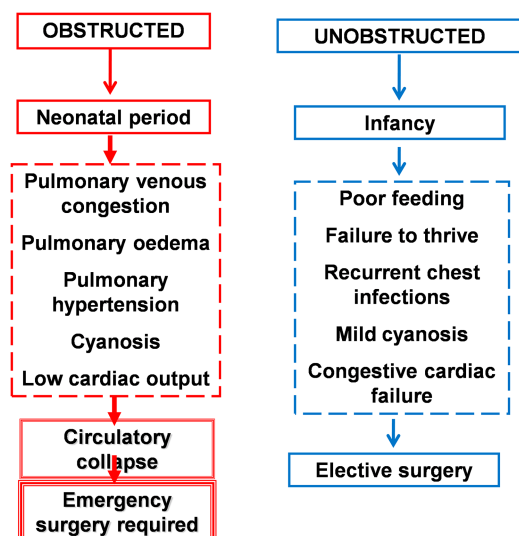 OBSTRUCTED
Neonatal period
Pulmonary venous
congestion
Pulmonary oedema
Pulmonary
hypertension
Cyanosis
Low cardiac output
Circulatory
collapse
Emergency
surgery required
UNOBSTRUCTED
Infancy
Poor feeding
Failure to thrive
Recurrent chest
infections
Mild cyanosis
Congestive cardiac
failure
Elective surgery